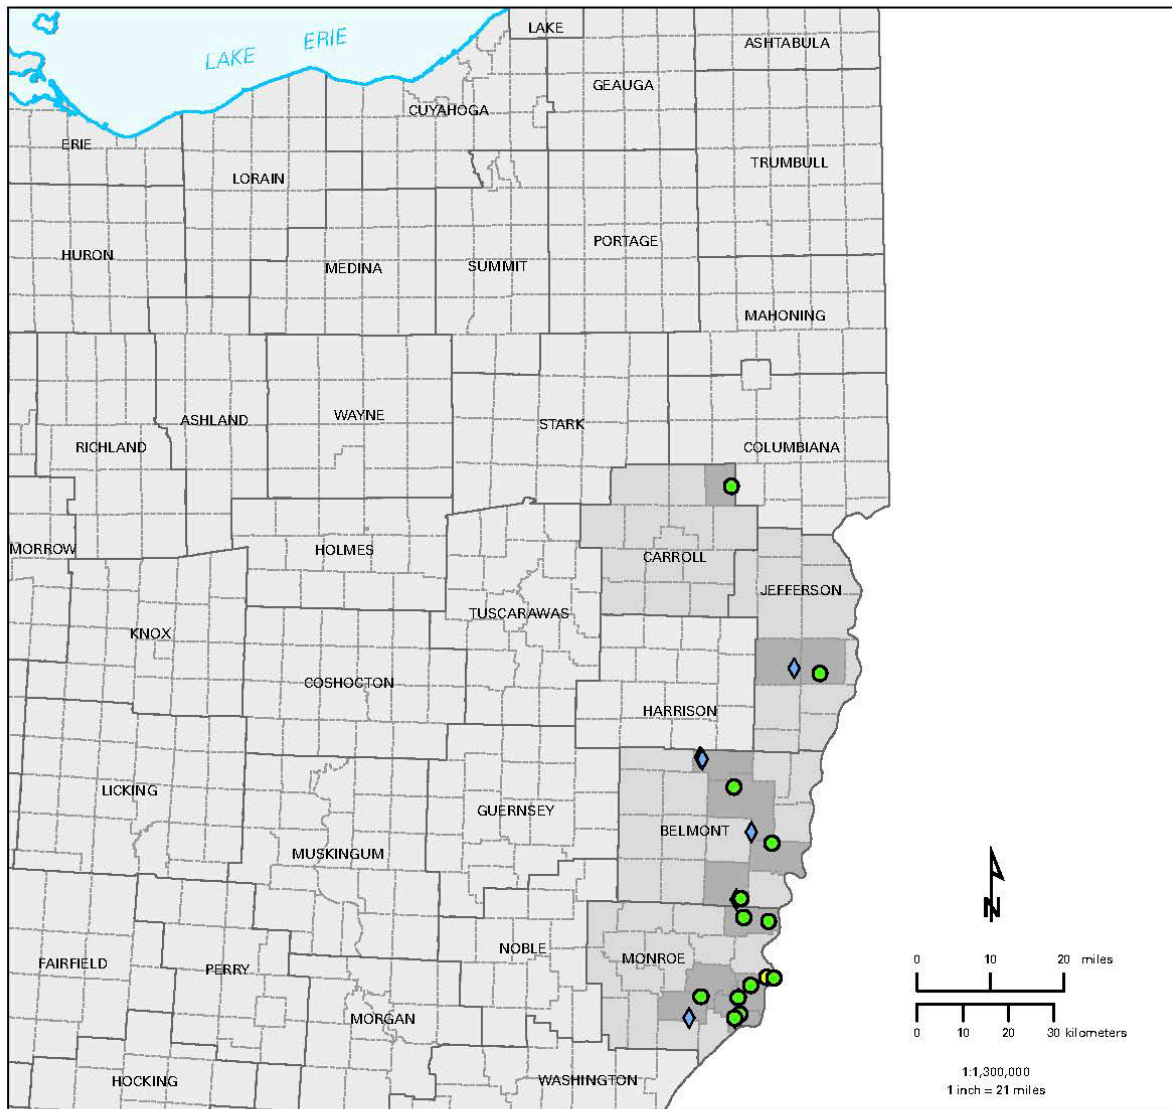 LAKE
LAKE ERIE
ASHTABULA
GEAUGA
CUYAHOGA
ERIE
TRUMBULL
LORAIN
PORTAGE
HURON
MEDINA
SUMMIT
MAHONING
WAYNE
ASHLAND
STARK
RICHLAND
COLUMBIANA
MORROW
HOLMES
CARROLL
JEFFERSON
TUSCARAWAS
KNOX
COSHOCTON
HARRISON
LICKING
GUERNSEY
BELMONT
MUSKINGUM
N
NOBLE
MONROE
FAIRFIELD
PERRY
0 10 20 miles
MORGAN
0 10 20 30 kilometers
HOCKING
WASHINGTON
1:1,300,000
1 inch = 21 miles